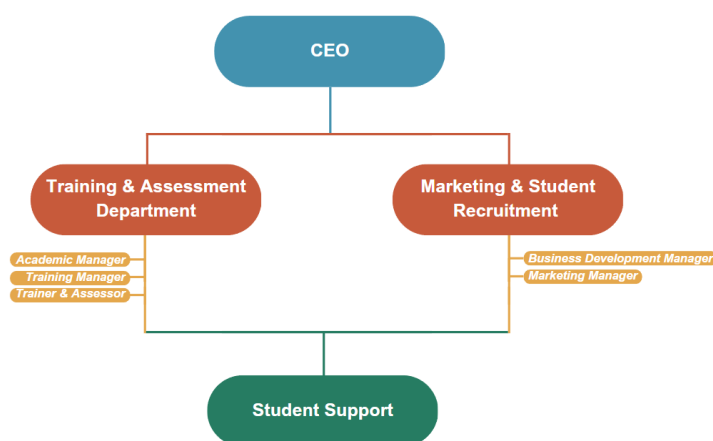 CEO
Training & Assessment
Department
Marketing & Student
Recruitment
Academic Manager
Training Manager
Trainer & Assessor
Business Development Manager
Marketing Manager
Student Support